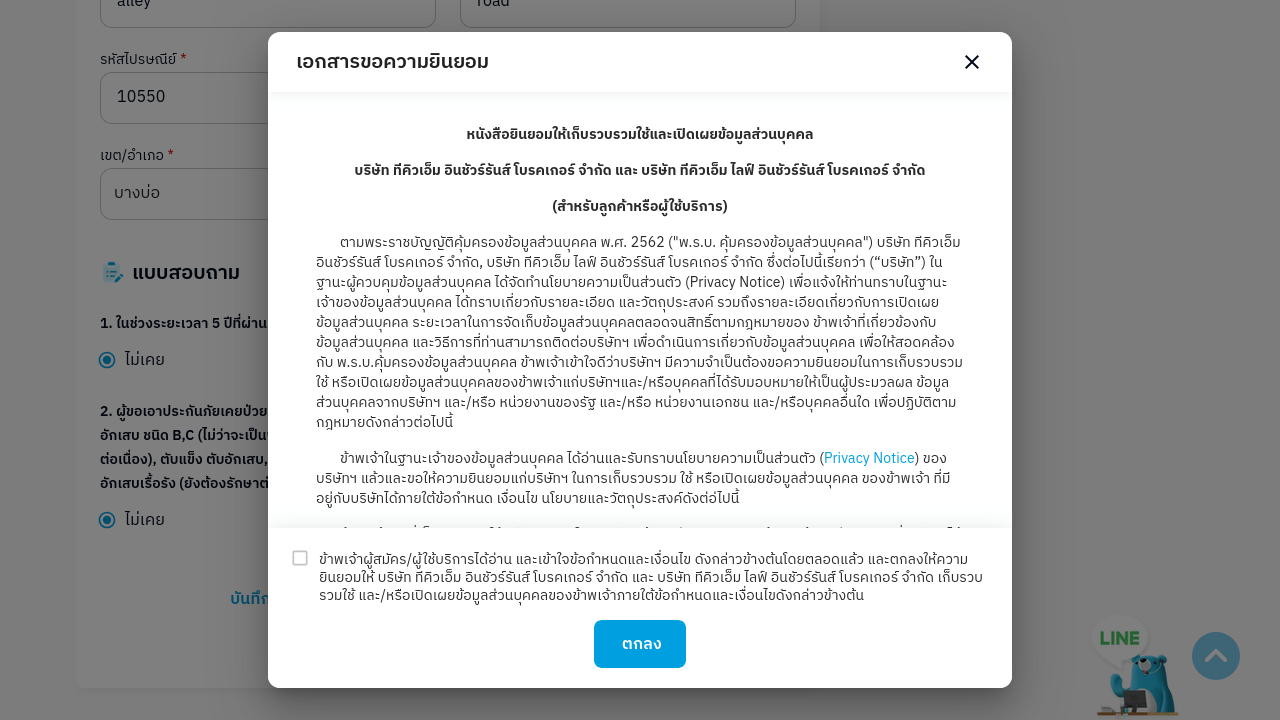 alley
road
รหัสไปรษณีย์ *
10550
เขต/อำเภอ *
บางบ่อ
แบบสอบถาม
1. ในช่วงระยะเวลา 5 ปีที่ผ่าน
ไม่เคย
2. ผู้ขอเอาประกันภัยเคยป่วย
อักเสบ ชนิด B,C (ไม่ว่าจะเป็น
ต่อเนื่อง), ตับแข็ง ตับอักเสบ,
อักเสบเรื้อรัง (ยังต้องรักษา
ไม่เคย
บันทึก
เอกสารขอความยินยอม
หนังสือยินยอมให้เก็บรวบรวมใช้และเปิดเผยข้อมูลส่วนบุคคล
บริษัท ทีคิวเอ็ม อินชัวร์รันส์ โบรคเกอร์ จำกัด และ บริษัท ทีคิวเอ็ม ไลฟ์ อินชัวร์รันส์ โบรคเกอร์ จำกัด
(สำหรับลูกค้าหรือผู้ใช้บริการ)
ตามพระราชบัญญัติคุ้มครองข้อมูลส่วนบุคคล พ.ศ. 2562 ("พ.ร.บ. คุ้มครองข้อมูลส่วนบุคคล") บริษัท ทีคิวเอ็ม
อินชัวร์รันส์ โบรคเกอร์ จำกัด, บริษัท ทีคิวเอ็ม ไลฟ์ อินชัวร์รันส์ โบรคเกอร์ จำกัด ซึ่งต่อไปนี้เรียกว่า (“บริษัท”) ใน
ฐานะผู้ควบคุมข้อมูลส่วนบุคคล ได้จัดทำนโยบายความเป็นส่วนตัว (Privacy Notice) เพื่อแจ้งให้ท่านทราบในฐานะ
เจ้าของข้อมูลส่วนบุคคล ได้ทราบเกี่ยวกับรายละเอียด และวัตถุประสงค์ รวมถึงรายละเอียดเกี่ยวกับการเปิดเผย
ข้อมูลส่วนบุคคล ระยะเวลาในการจัดเก็บข้อมูลส่วนบุคคลตลอดจนสิทธิ์ตามกฎหมายของ ข้าพเจ้าที่เกี่ยวข้องกับ
ข้อมูลส่วนบุคคล และวิธีการที่ท่านสามารถติดต่อบริษัทฯ เพื่อดำเนินการเกี่ยวกับข้อมูลส่วนบุคคล เพื่อให้สอดคล้อง
กับ พ.ร.บ.คุ้มครองข้อมูลส่วนบุคคล ข้าพเจ้าเข้าใจดีว่าบริษัทฯ มีความจำเป็นต้องขอความยินยอมในการเก็บรวบรวม
ใช้ หรือเปิดเผยข้อมูลส่วนบุคคลของข้าพเจ้าแก่บริษัทฯและ/หรือบุคคลที่ได้รับมอบหมายให้เป็นผู้ประมวลผล ข้อมูล
ส่วนบุคคลจากบริษัทฯ และ/หรือ หน่วยงานของรัฐ และ/หรือ หน่วยงานเอกชน และ/หรือบุคคลอื่นใด เพื่อปฏิบัติตาม
กฎหมายดังกล่าวต่อไปนี้
ข้าพเจ้าในฐานะเจ้าของข้อมูลส่วนบุคคล ได้อ่านและรับทราบนโยบายความเป็นส่วนตัว (Privacy Notice) ของ
บริษัทฯ แล้วและขอให้ความยินยอมแก่บริษัทฯ ในการเก็บรวบรวม ใช้ หรือเปิดเผยข้อมูลส่วนบุคคล ของข้าพเจ้า ที่มี
อยู่กับบริษัทได้ภายใต้ข้อกำหนด เงื่อนไข นโยบายและวัตถุประสงค์ดังต่อไปนี้
ข้าพเจ้าผู้สมัคร/ผู้ใช้บริการได้อ่าน และเข้าใจข้อกำหนดและเงื่อนไข ดังกล่าวข้างต้นโดยตลอดแล้ว และตกลงให้ความ
ยินยอมให้ บริษัท ทีคิวเอ็ม อินชัวร์รันส์ โบรคเกอร์ จำกัด และ บริษัท ทีคิวเอ็ม ไลฟ์ อินชัวร์รันส์ โบรคเกอร์ จำกัด เก็บรวบ
รวมใช้ และ/หรือเปิดเผยข้อมูลส่วนบุคคลของข้าพเจ้าภายใต้ข้อกำหนดและเงื่อนไขดังกล่าวข้างต้น
ตกลง
LINE